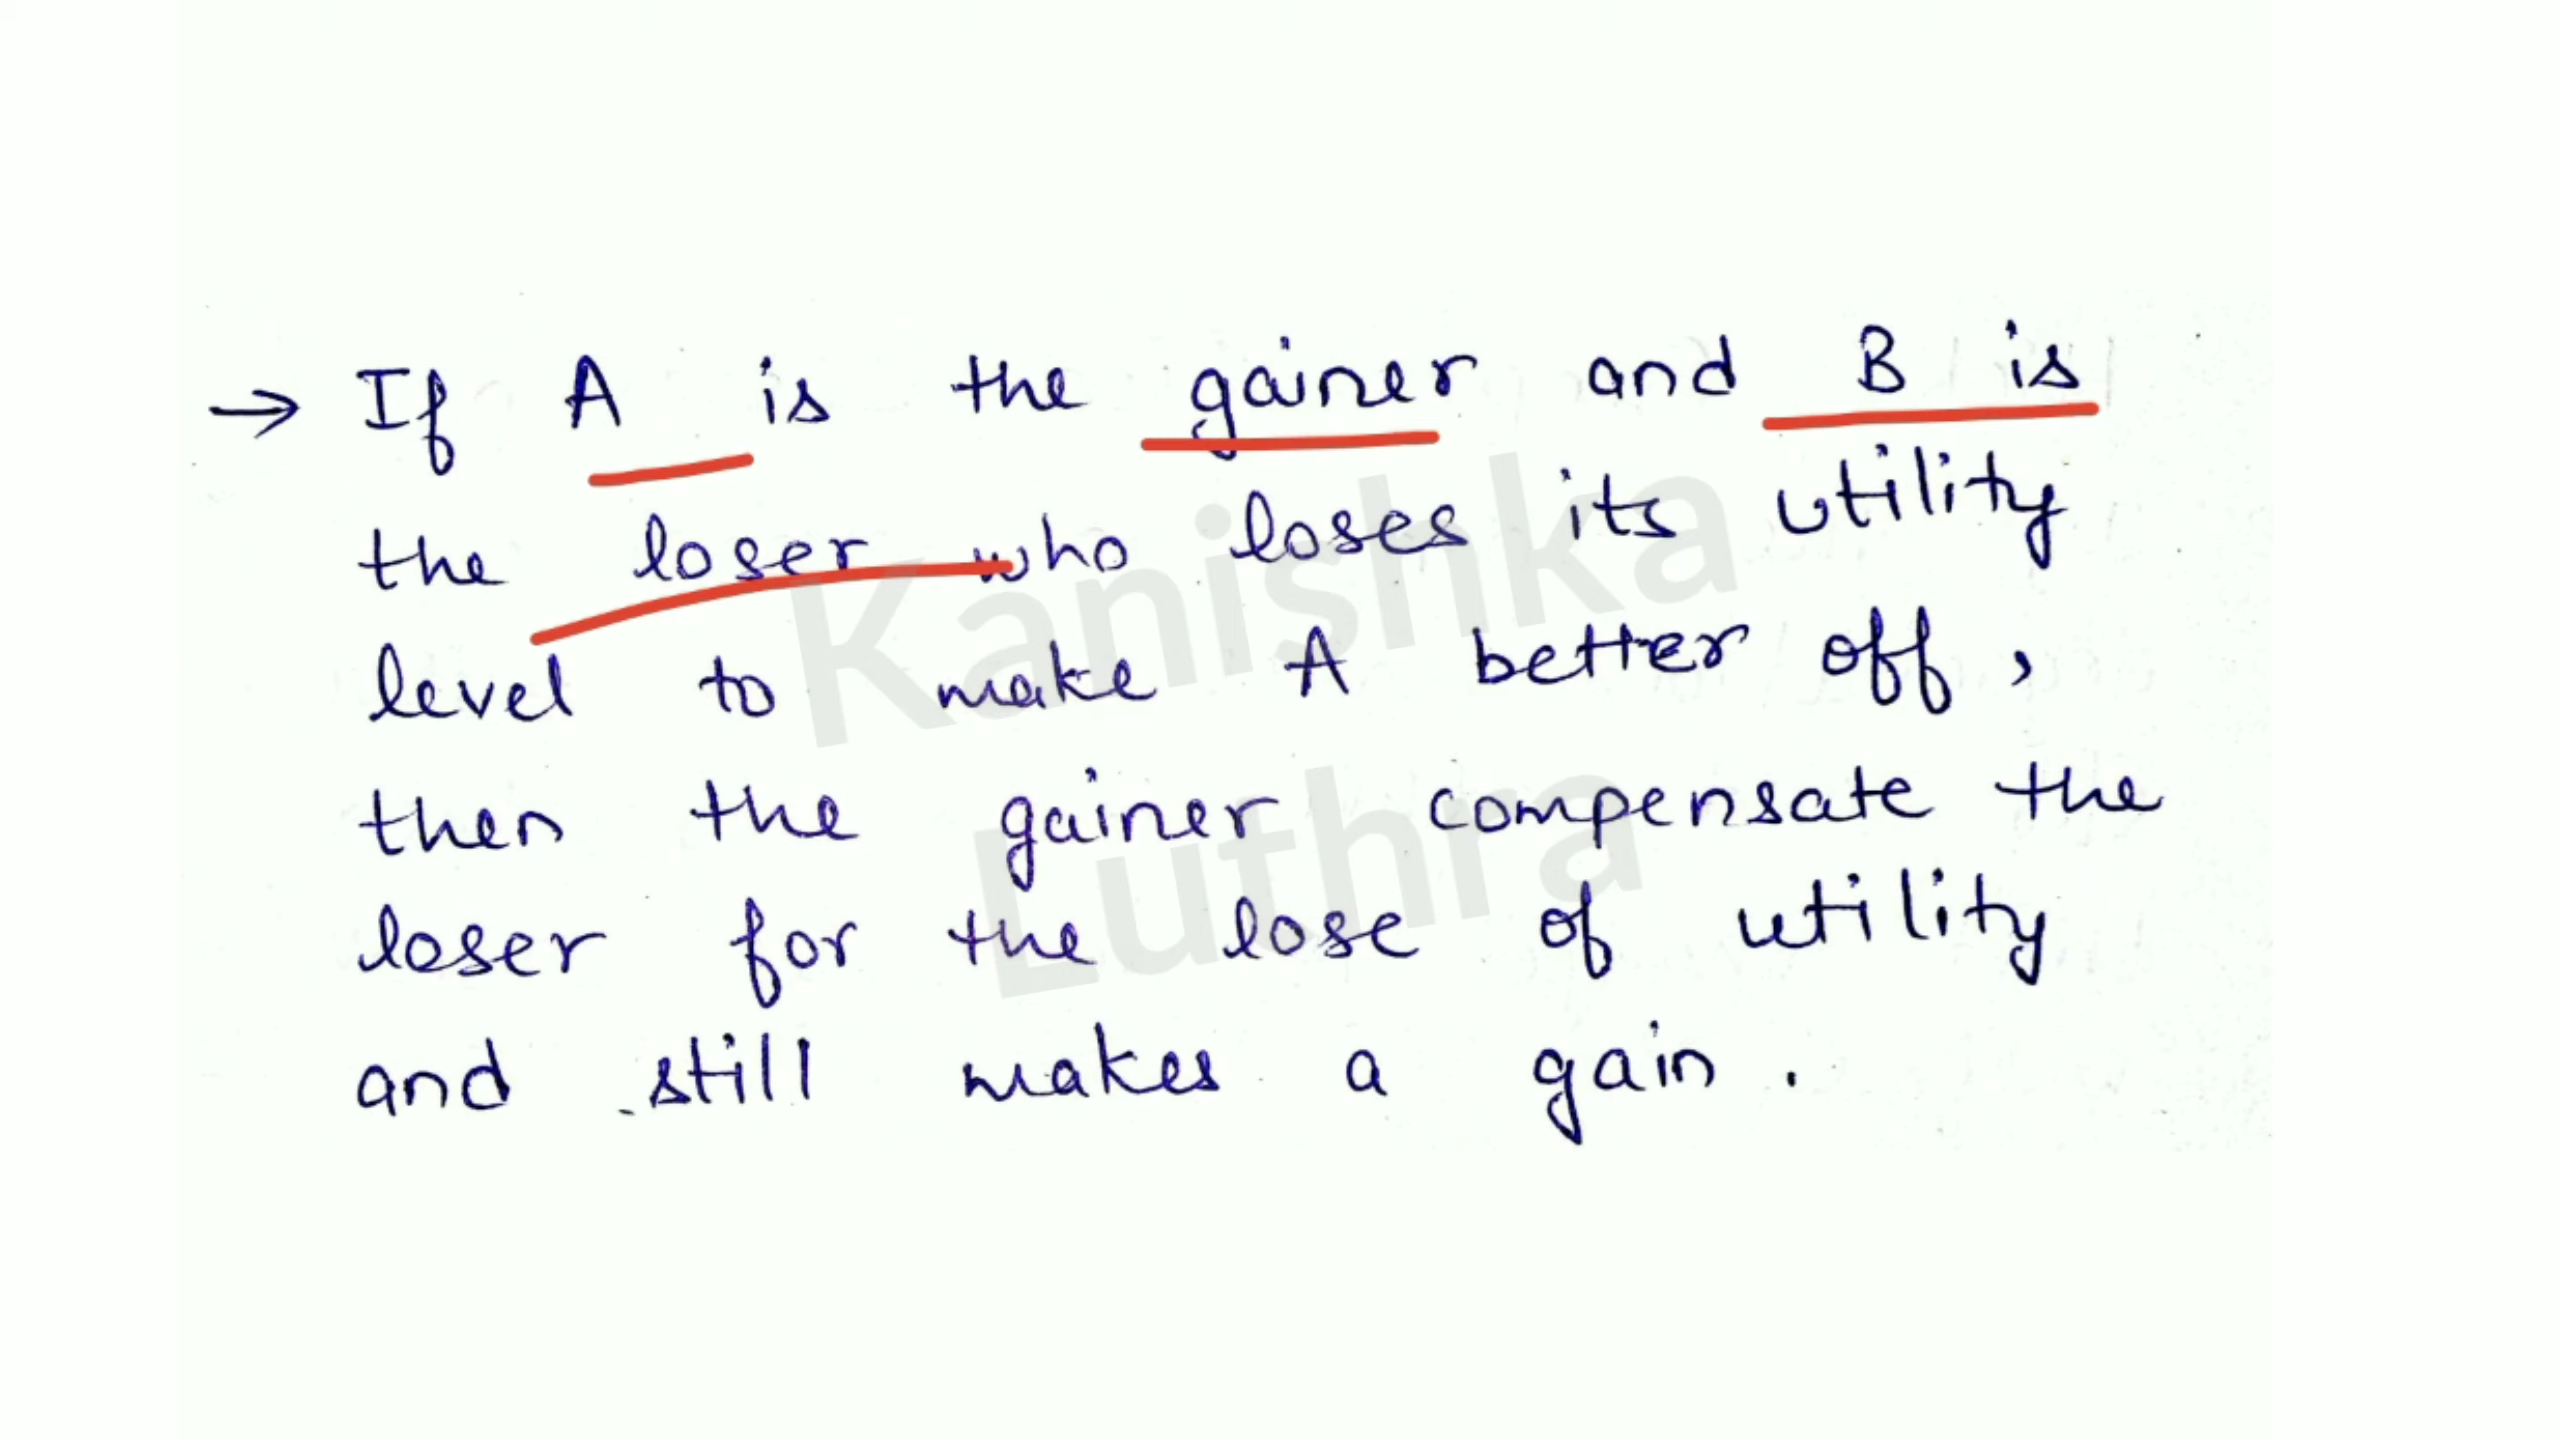 → If A is the gainer and B is
the loser who loses its utility
level to make A better off,
then the gainer compensate the
loser for the lose of utility
and still makes a gain.
Kanishka
Luthra